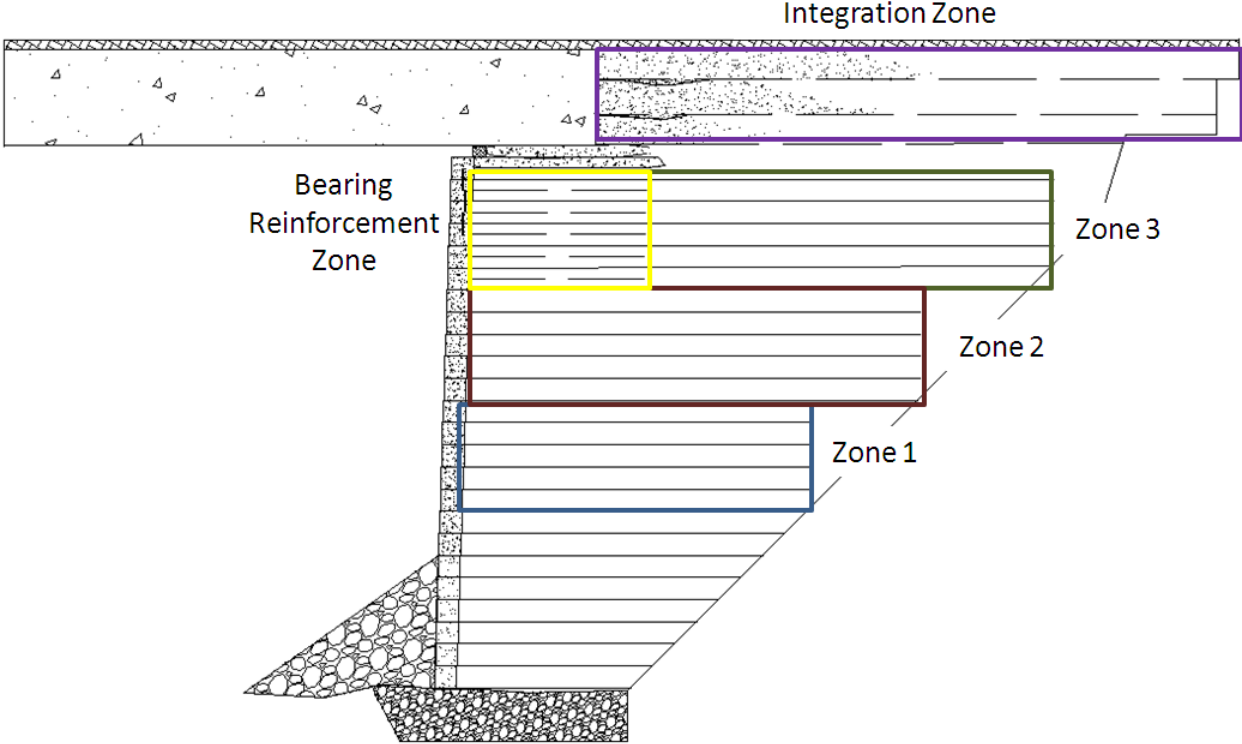 Integration Zone
Bearing
Reinforcement
Zone
Zone 3
Zone 2
Zone 1